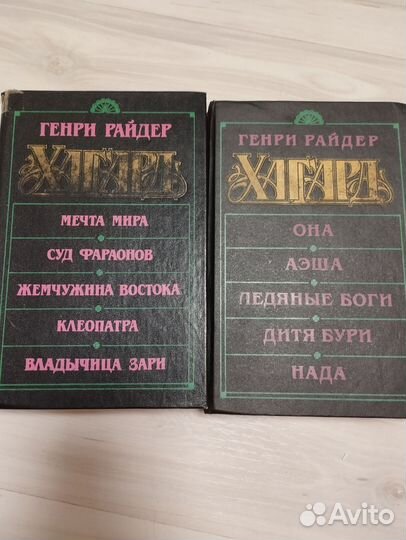 ГЕНРИ РАЙДЕР
ХАГГАРД
МЕЧТА МИРА
СУД ФАРАОНОВ
ЖЕМЧУЖИНА ВОСТОКА
КЛЕОПАТРА
ВЛАДЫЧИЦА ЗАРИ
ГЕНРИ РАЙДЕР
ХАГГАРД
ОНА
АЭША
ЛЕДЯНЫЕ БОГИ
ДИТЯ БУРИ
НАДА
Avito